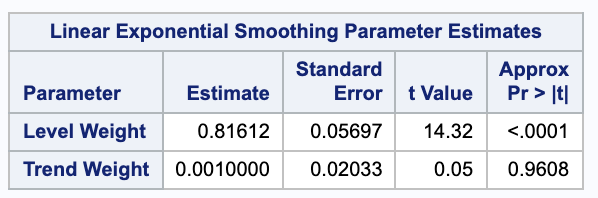 Linear Exponential Smoothing Parameter Estimates
Parameter Estimate Standard Error t Value Approx Pr > |t|
Level Weight 0.81612 0.05697 14.32 <.0001
Trend Weight 0.0010000 0.02033 0.05 0.9608